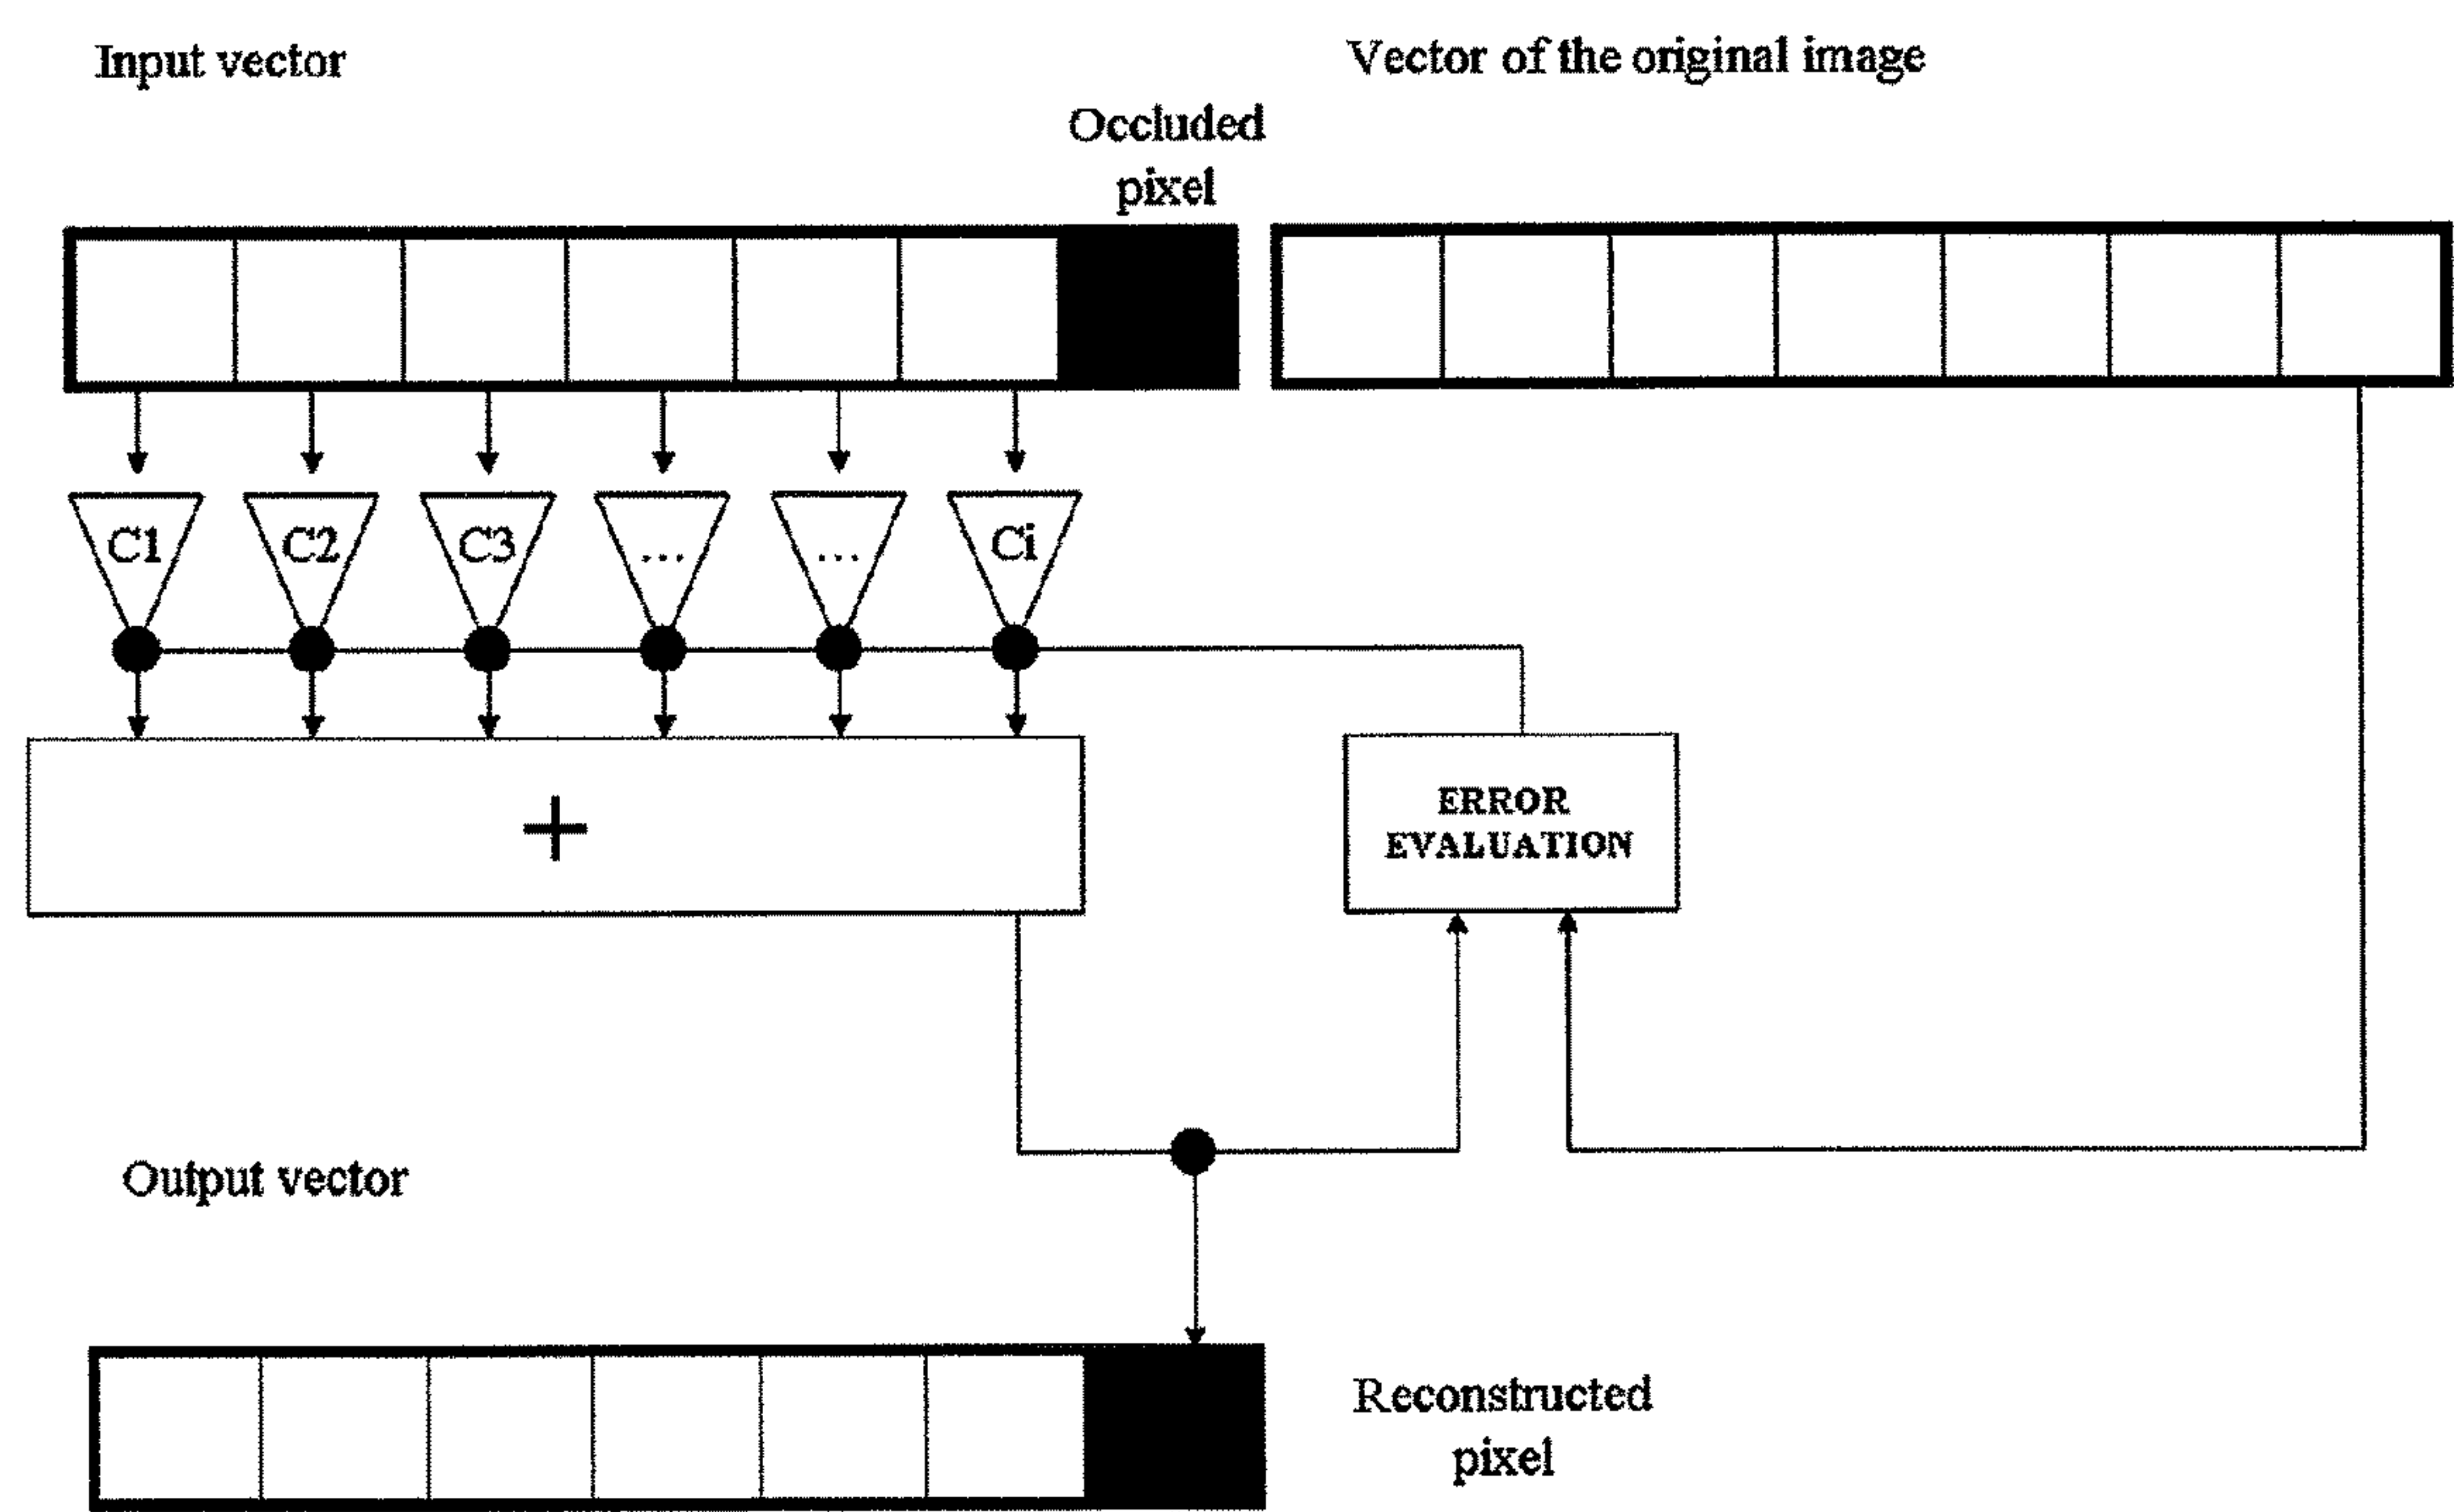 Input vector
Vector of the original image
Occluded
pixel
C1 C2 C3 ... ... Ci
+
ERROR
EVALUATION
Output vector
Reconstructed
pixel